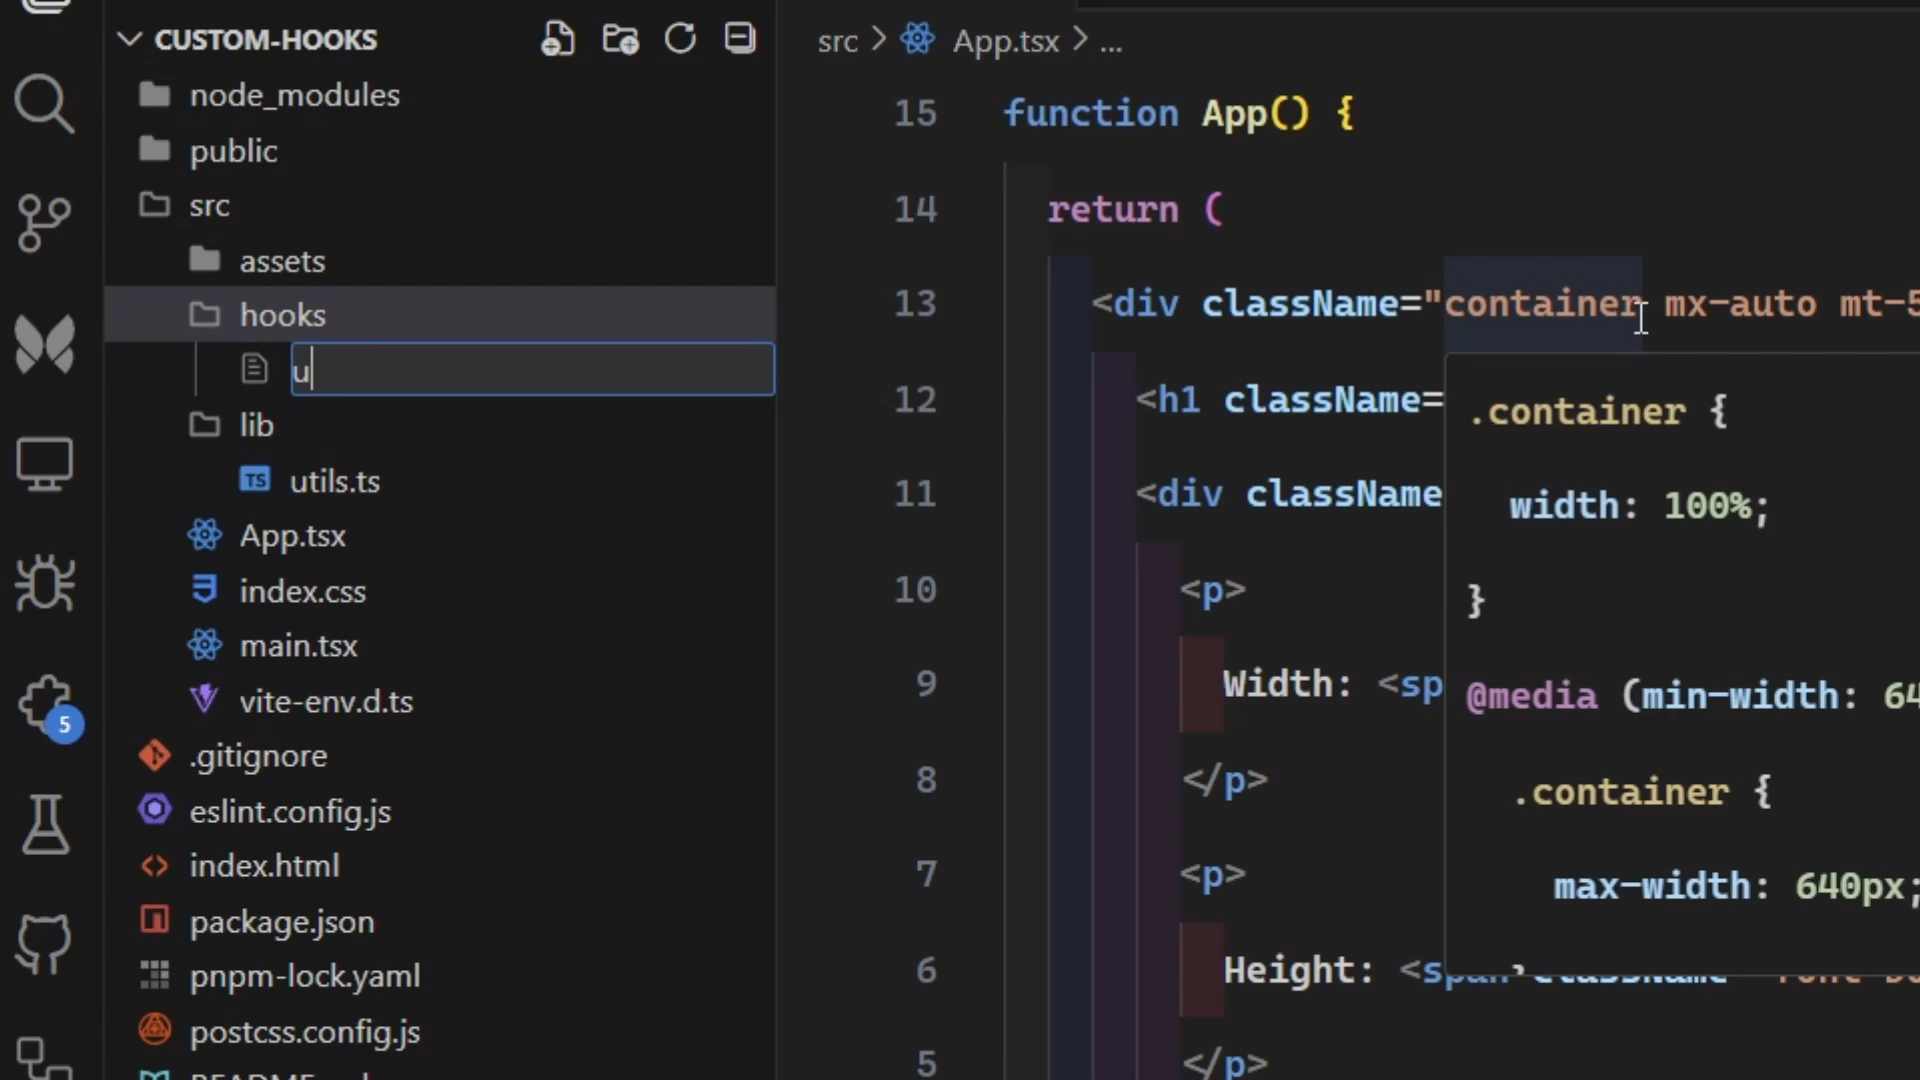 CUSTOM-HOOKS
node_modules
public
src
assets
hooks
u
lib
TS utils.ts
App.tsx
index.css
main.tsx
vite-env.d.ts
.gitignore
eslint.config.js
index.html
package.json
pnpm-lock.yaml
postcss.config.js
5
src > App.tsx > ...
15 function App() {
14 return (
13 <div className="container mx-auto mt-5
12 <h1 className=
11 <div className
10 <p>
9 Width: <sp
8 </p>
7 <p>
6 Height: <span className
5 </p>
.container {
width: 100%;
}
@media (min-width: 64
.container {
max-width: 640px;